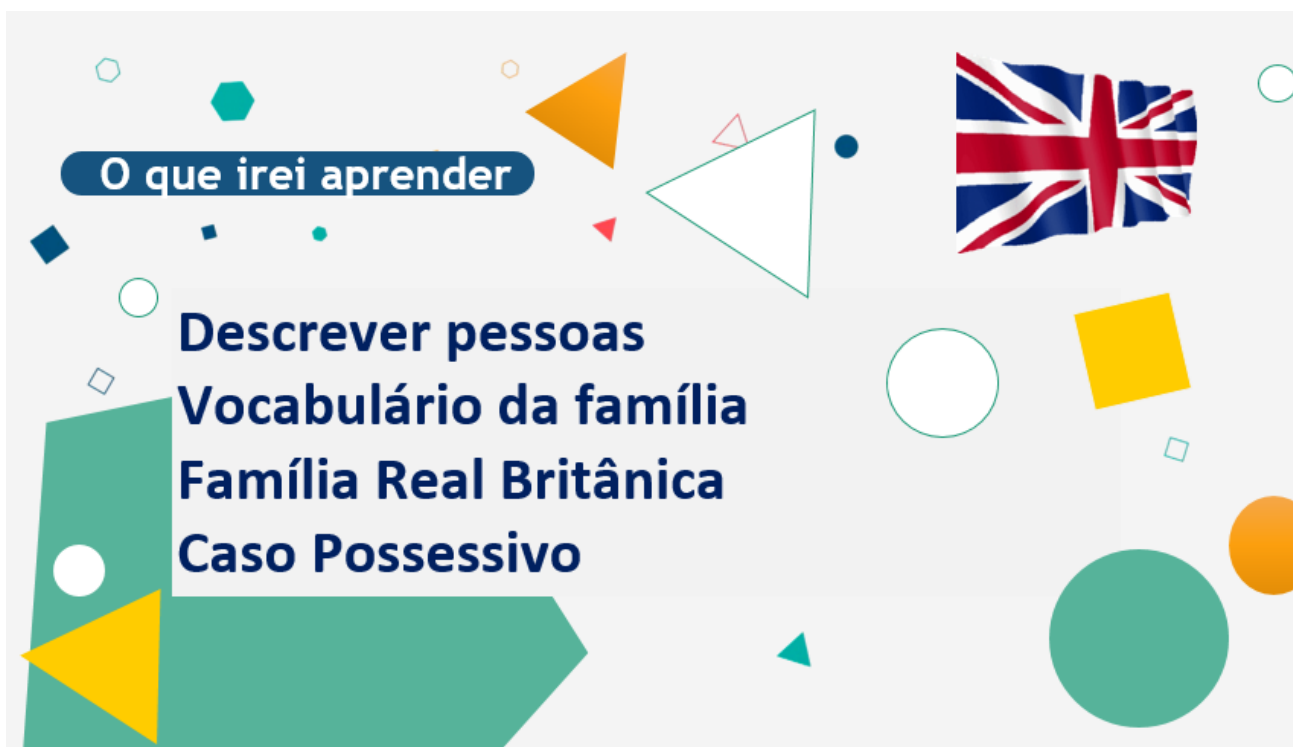 O que irei aprender
Descrever pessoas
Vocabulário da família
Família Real Britânica
Caso Possessivo